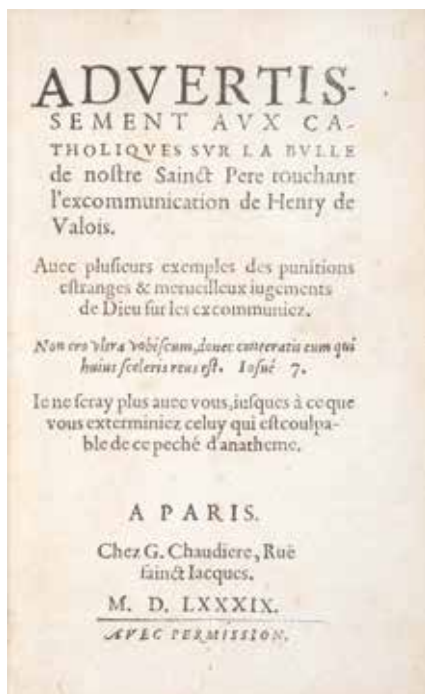 ADVERTIS-
SEMENT AVX CA-
THOLIQVES SVR LA BVLLE
de noſtre Sainct Pere touchant
l'excommunication de Henry de
Valois.
Auec pluſieurs exemples des punitions
eſtranges & merueilleux iugements
de Dieu ſur les excommuniez.
Non ero vltra vobiſcum, donec conteratis eum qui
huius ſceleris reus eſt. Ioſué 7.
Ie ne ſeray plus auec vous, iuſques à ce que
vous exterminiez celuy qui eſt coulpa-
ble de ce peché d'anatheme.
A PARIS.
Chez G. Chaudiere, Ruë
ſainct Iacques.
M. D. LXXXIX.
AVEC PERMISSION.